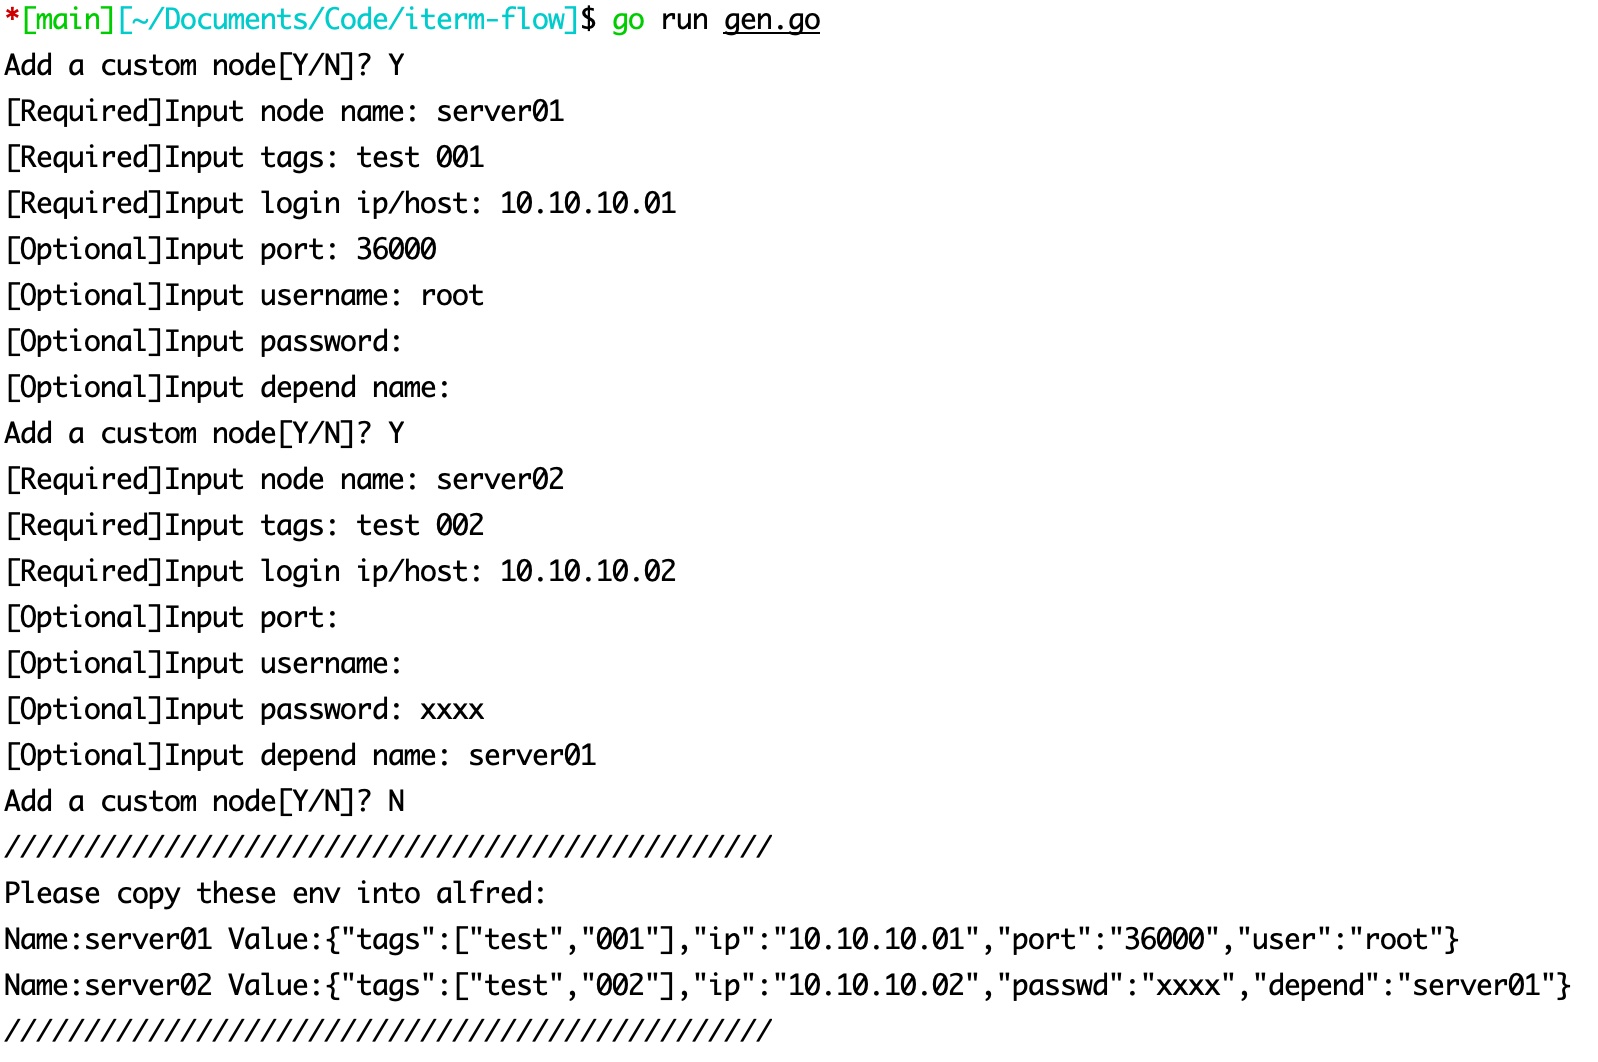 *[main][~/Documents/Code/iterm-flow]$ go run gen.go
Add a custom node[Y/N]? Y
[Required]Input node name: server01
[Required]Input tags: test 001
[Required]Input login ip/host: 10.10.10.01
[Optional]Input port: 36000
[Optional]Input username: root
[Optional]Input password:
[Optional]Input depend name:
Add a custom node[Y/N]? Y
[Required]Input node name: server02
[Required]Input tags: test 002
[Required]Input login ip/host: 10.10.10.02
[Optional]Input port:
[Optional]Input username:
[Optional]Input password: xxxx
[Optional]Input depend name: server01
Add a custom node[Y/N]? N
////////////////////////////////////////////////
Please copy these env into alfred:
Name:server01 Value:{"tags":["test","001"],"ip":"10.10.10.01","port":"36000","user":"root"}
Name:server02 Value:{"tags":["test","002"],"ip":"10.10.10.02","passwd":"xxxx","depend":"server01"}
////////////////////////////////////////////////